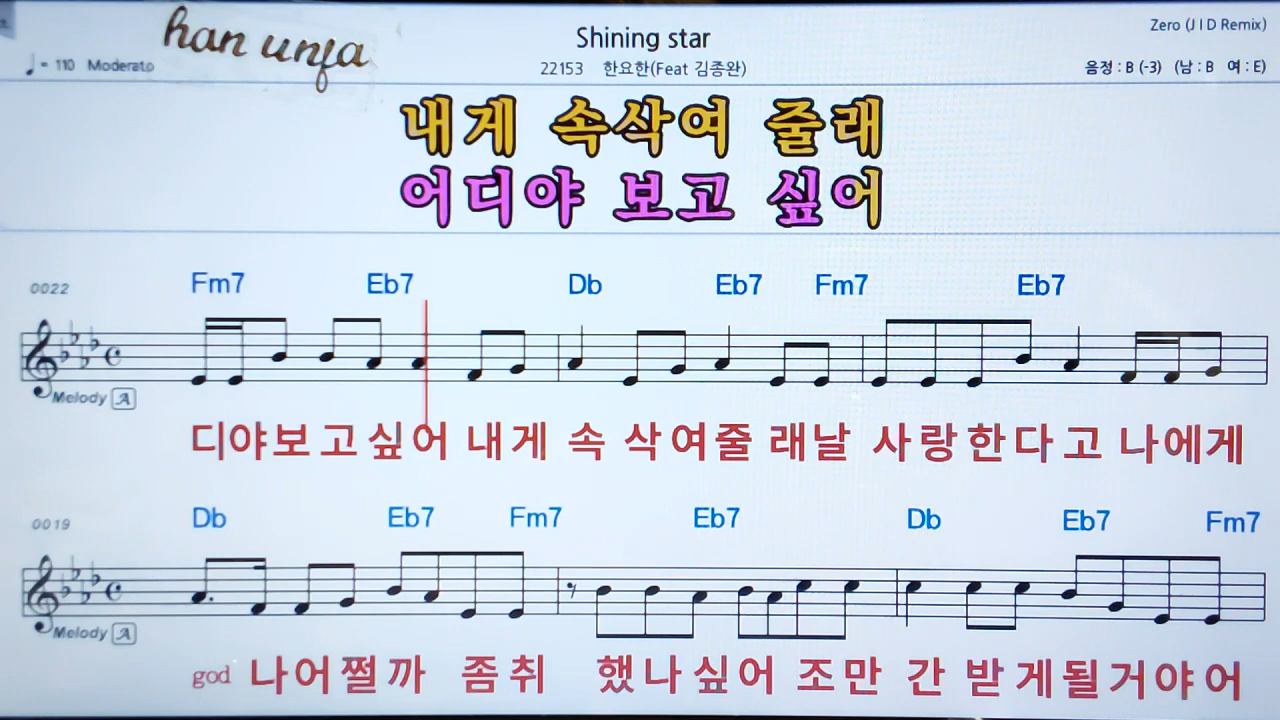 han unfa
Shining star
Zero (J I D Remix)
♩ = 110 Moderato
22153 한요한(Feat 김종완)
음정 : B (-3) (남 : B 여 : E)
내게 속삭여 줄래
어디야 보고 싶어
0022 Fm7 Eb7 Db Eb7 Fm7 Eb7
Melody A
디야보고싶어 내게 속 삭여줄 래날 사랑한다고 나에게
0019 Db Eb7 Fm7 Eb7 Db Eb7 Fm7
Melody A
god 나어쩔까 좀취 했나싶어 조만 간 받게될거야어